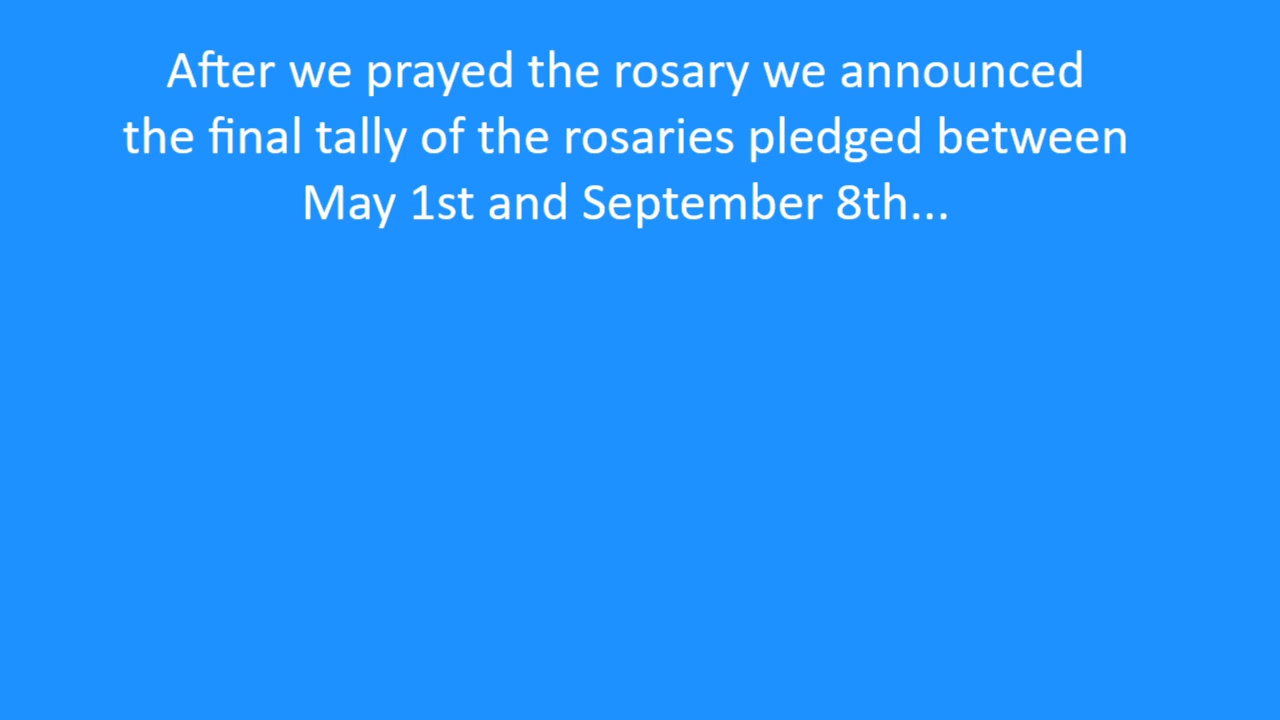 After we prayed the rosary we announced
the final tally of the rosaries pledged between
May 1st and September 8th...